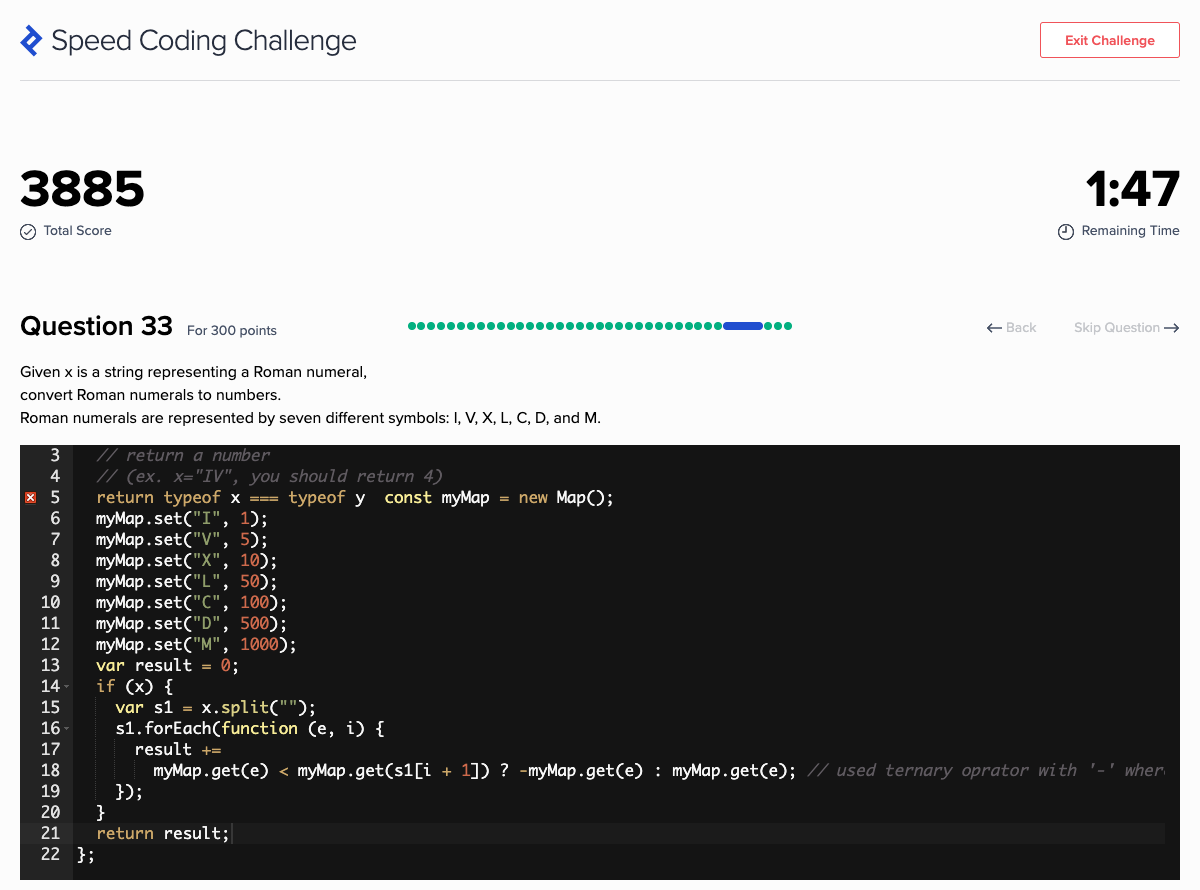 Speed Coding Challenge
Exit Challenge
3885
1:47
Total Score
Remaining Time
Question 33 For 300 points
Back
Skip Question
Given x is a string representing a Roman numeral,
convert Roman numerals to numbers.
Roman numerals are represented by seven different symbols: I, V, X, L, C, D, and M.
3 // return a number
4 // (ex. x="IV", you should return 4)
5 return typeof x === typeof y  const myMap = new Map();
6 myMap.set("I", 1);
7 myMap.set("V", 5);
8 myMap.set("X", 10);
9 myMap.set("L", 50);
10 myMap.set("C", 100);
11 myMap.set("D", 500);
12 myMap.set("M", 1000);
13 var result = 0;
14 if (x) {
15 var s1 = x.split("");
16 s1.forEach(function (e, i) {
17 result +=
18 myMap.get(e) < myMap.get(s1[i + 1]) ? -myMap.get(e) : myMap.get(e); // used ternary oprator with '-' wher
19 });
20 }
21 return result;
22 };